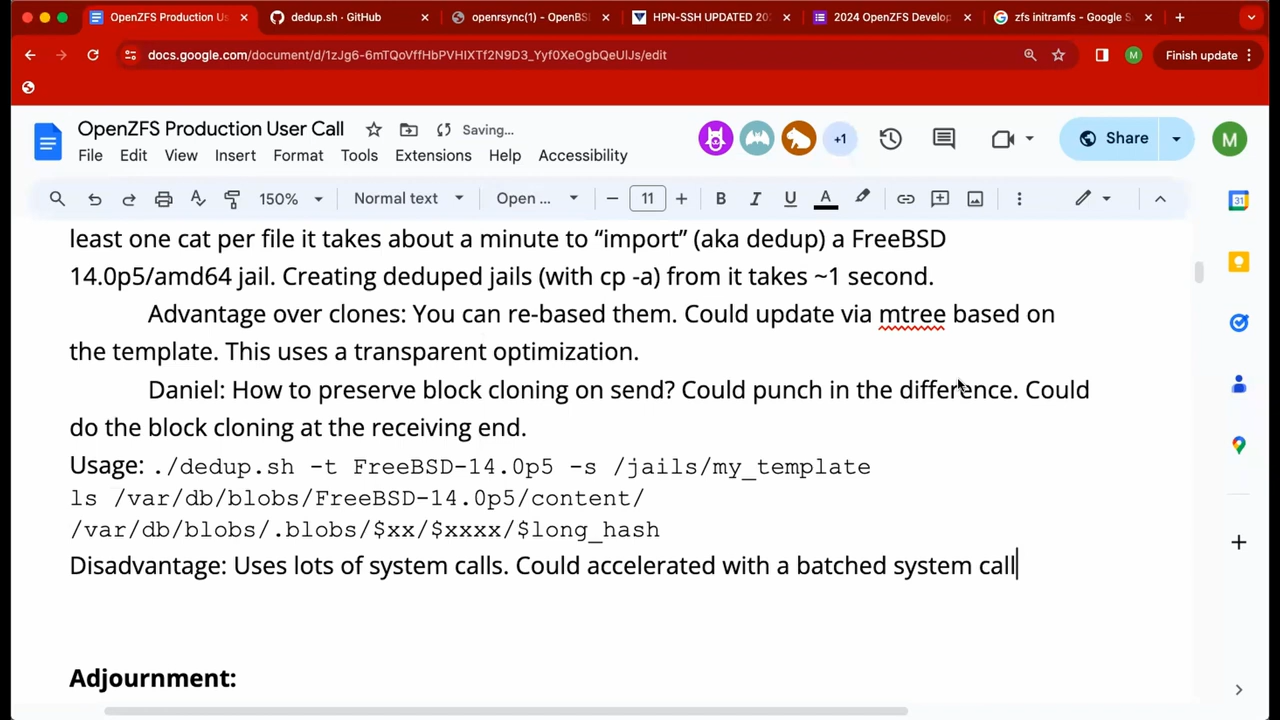 OpenZFS Production U
dedup.sh · GitHub
openrsync(1) - OpenBS
HPN-SSH UPDATED 202
2024 OpenZFS Develop
zfs initramfs - Google S
docs.google.com/document/d/1zJg6-6mTQoVffHbPVHIXTf2N9D3_Yyf0XeOgbQeUlJs/edit
M
Finish update
OpenZFS Production User Call
Saving...
+1
Share
M
File Edit View Insert Format Tools Extensions Help Accessibility
150% Normal text Open ... 11 B I U A
least one cat per file it takes about a minute to “import” (aka dedup) a FreeBSD
14.0p5/amd64 jail. Creating deduped jails (with cp -a) from it takes ~1 second.
Advantage over clones: You can re-based them. Could update via mtree based on
the template. This uses a transparent optimization.
Daniel: How to preserve block cloning on send? Could punch in the difference. Could
do the block cloning at the receiving end.
Usage: ./dedup.sh -t FreeBSD-14.0p5 -s /jails/my_template
ls /var/db/blobs/FreeBSD-14.0p5/content/
/var/db/blobs/.blobs/$xx/$xxxx/$long_hash
Disadvantage: Uses lots of system calls. Could accelerated with a batched system call
Adjournment:
31